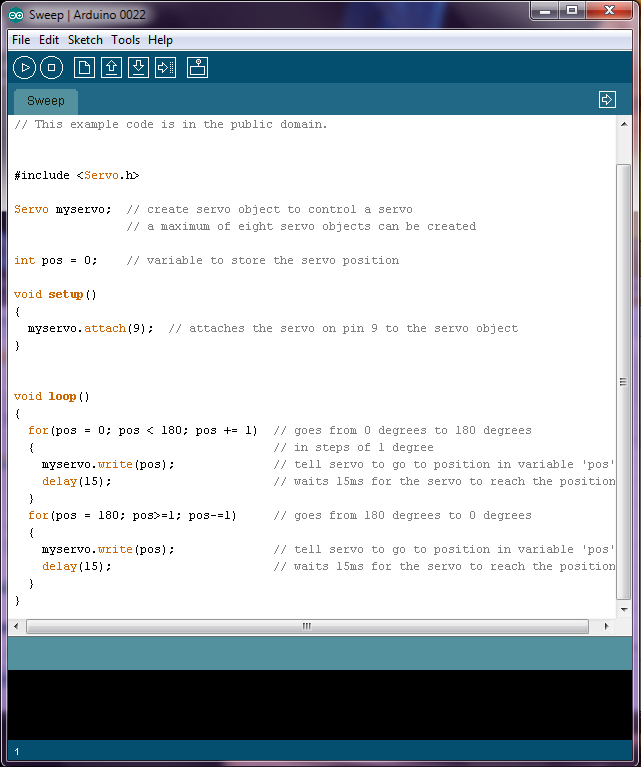 Sweep | Arduino 0022
File Edit Sketch Tools Help
Sweep
// This example code is in the public domain.
#include <Servo.h>
Servo myservo;  // create servo object to control a servo
                // a maximum of eight servo objects can be created
int pos = 0;    // variable to store the servo position
void setup()
{
  myservo.attach(9);  // attaches the servo on pin 9 to the servo object
}
void loop()
{
  for(pos = 0; pos < 180; pos += 1)  // goes from 0 degrees to 180 degrees
  {                                  // in steps of 1 degree
    myservo.write(pos);              // tell servo to go to position in variable 'pos'
    delay(15);                       // waits 15ms for the servo to reach the position
  }
  for(pos = 180; pos>=1; pos-=1)     // goes from 180 degrees to 0 degrees
  {
    myservo.write(pos);              // tell servo to go to position in variable 'pos'
    delay(15);                       // waits 15ms for the servo to reach the position
  }
}
1